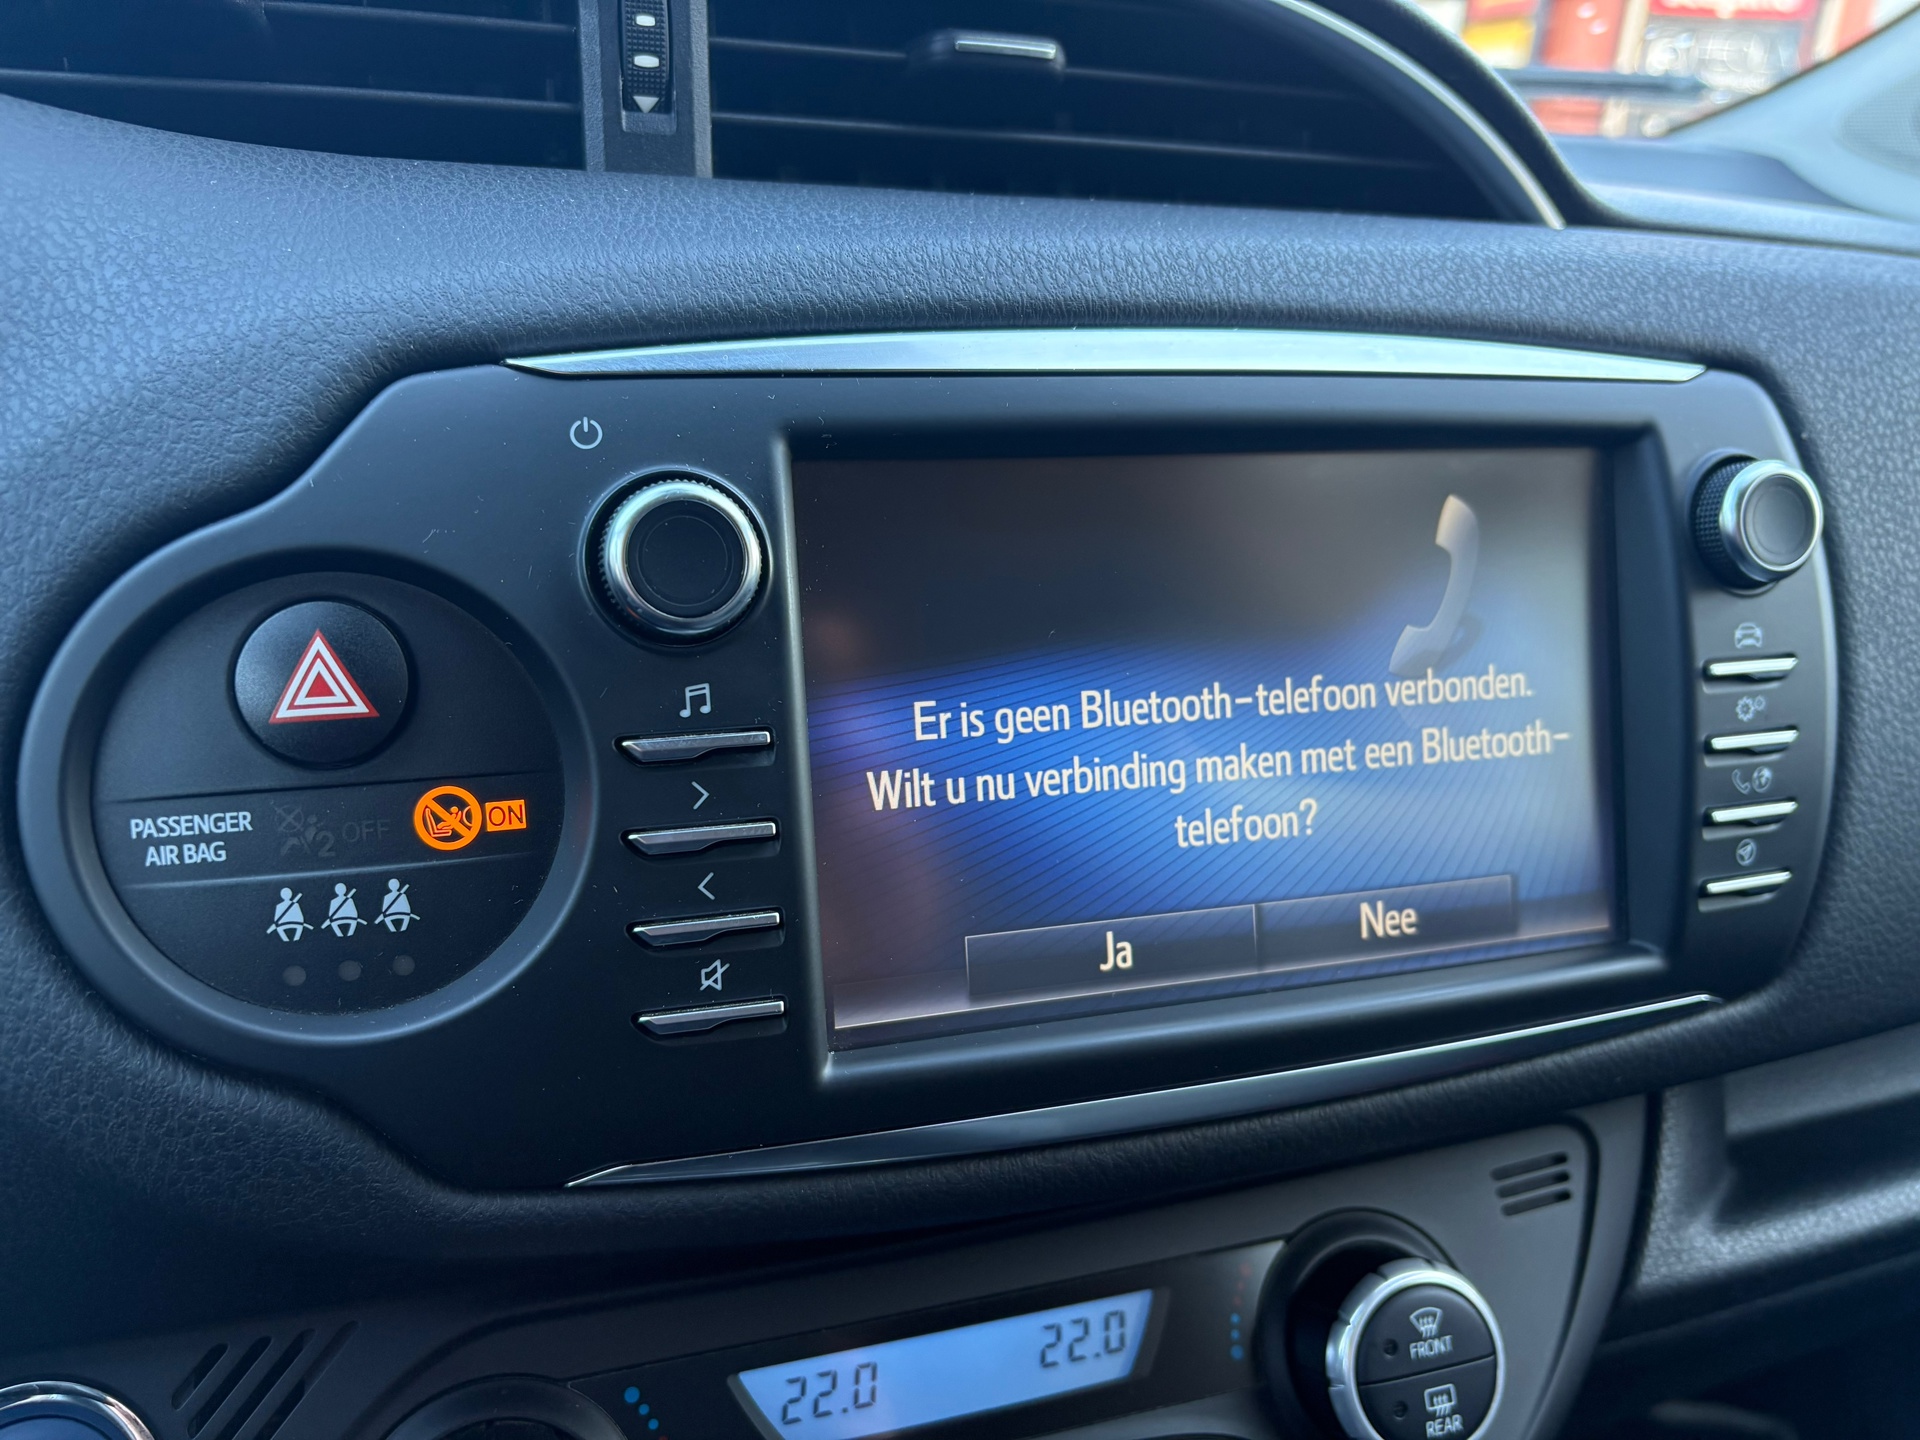 Er is geen Bluetooth-telefoon verbonden.
Wilt u nu verbinding maken met een Bluetooth-
telefoon?
Ja
Nee
PASSENGER
AIR BAG
2 OFF
ON
22.0
22.0
FRONT
REAR